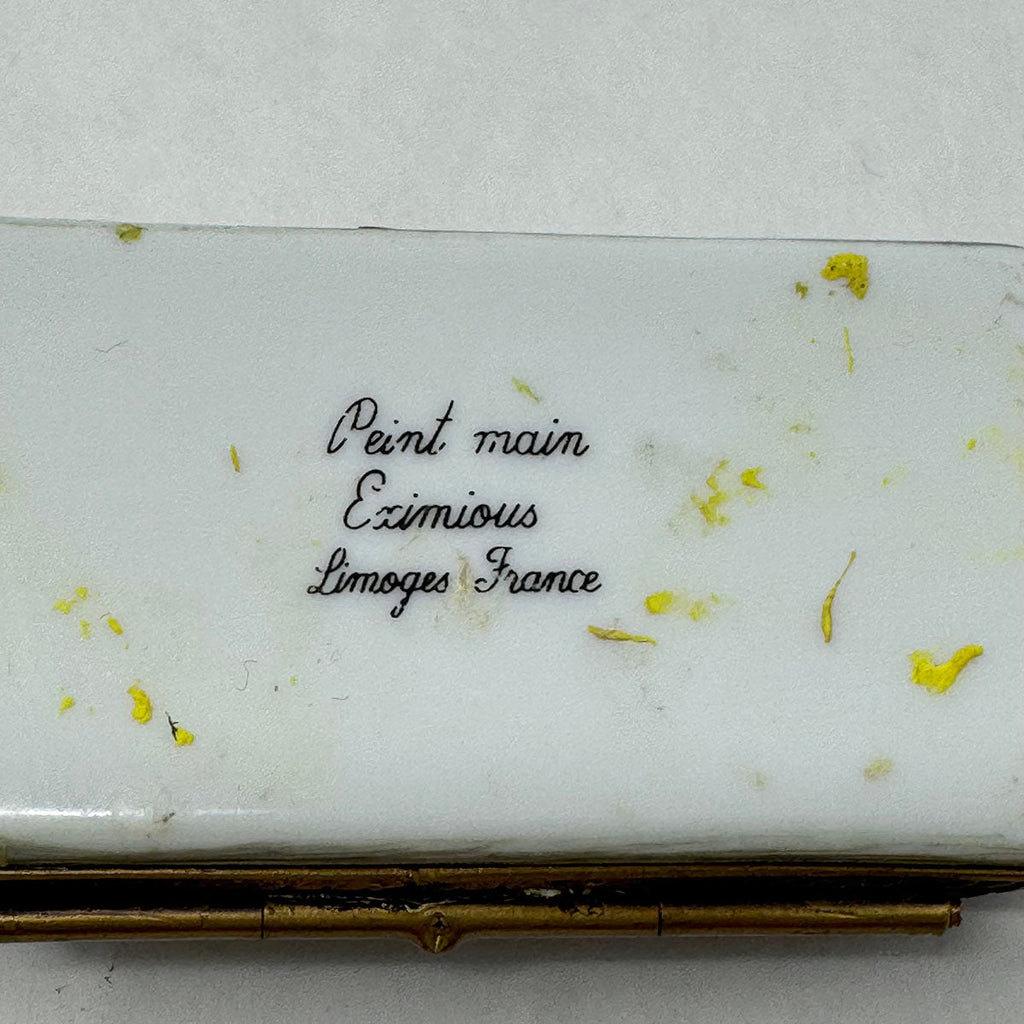 Peint main
Eximious
Limoges France